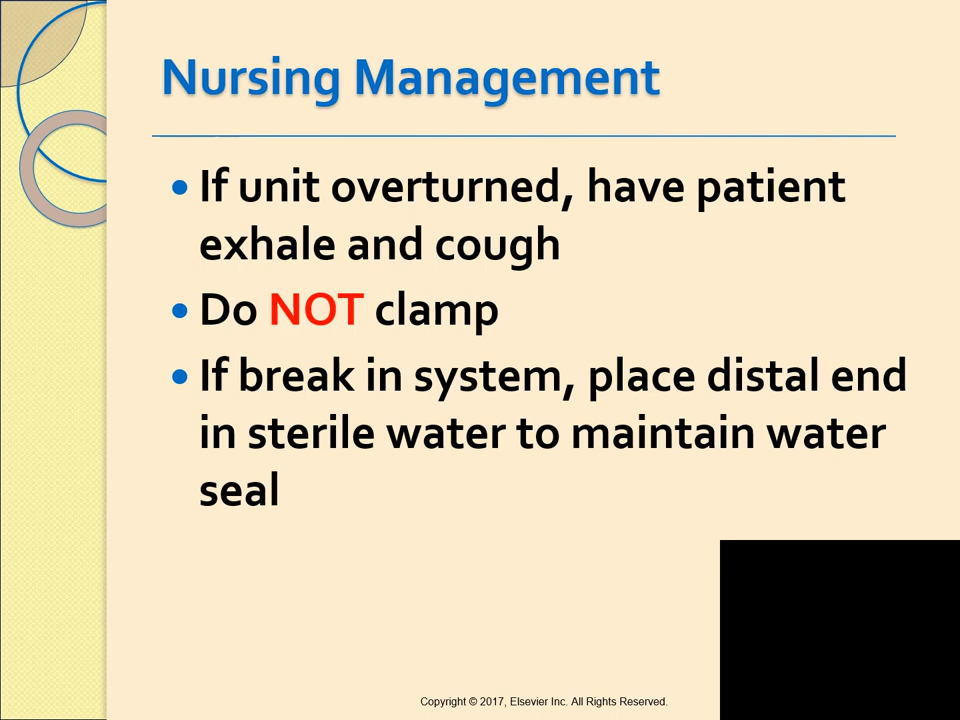 Nursing Management
• If unit overturned, have patient
exhale and cough
• Do NOT clamp
• If break in system, place distal end
in sterile water to maintain water
seal
Copyright © 2017, Elsevier Inc. All Rights Reserved.